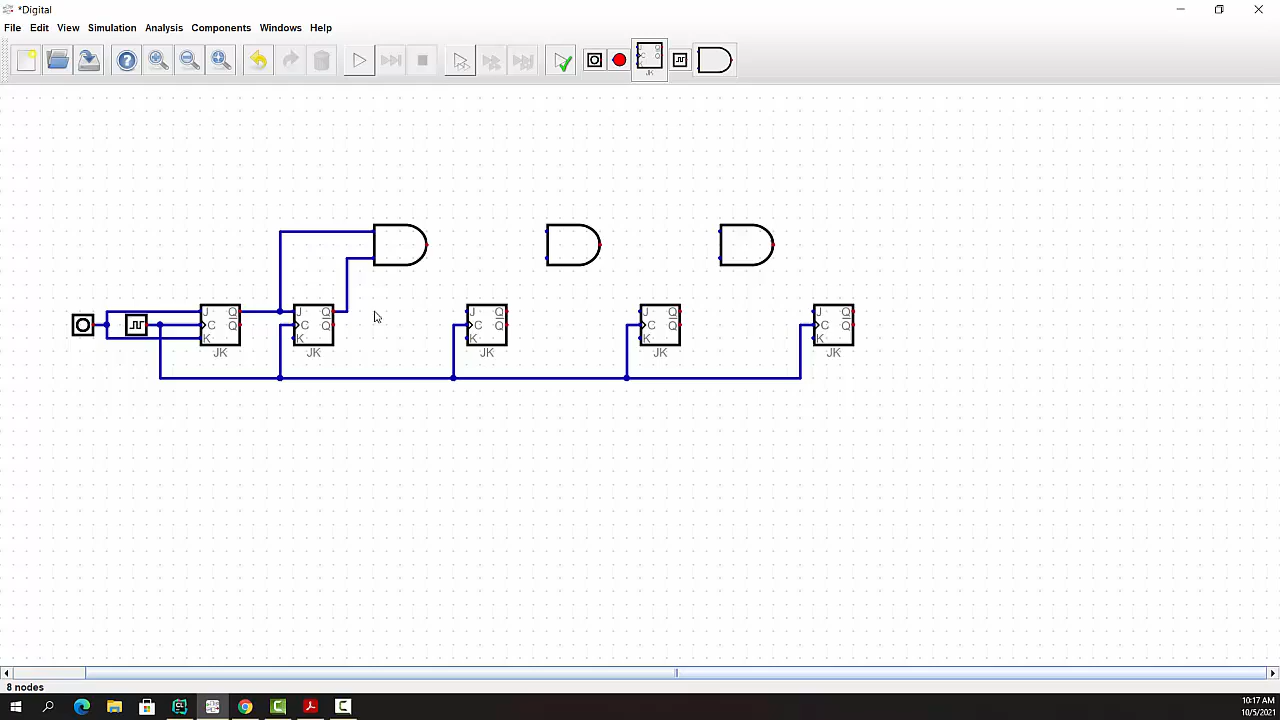 *Digital
File Edit View Simulation Analysis Components Windows Help
JK
J Q J Q J Q J Q J Q
C Q C Q C Q C Q C Q
K K K K K
JK JK JK JK JK
8 nodes
10:17 AM
10/5/2021